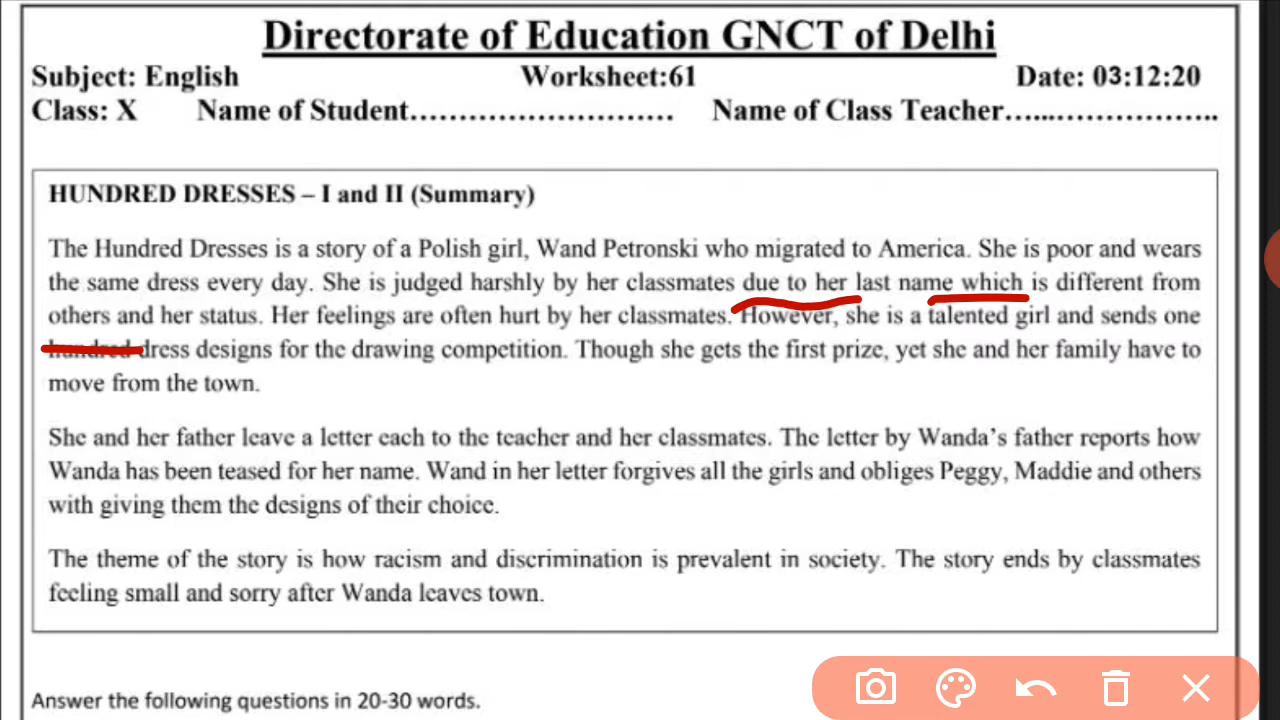 Directorate of Education GNCT of Delhi
Subject: English Worksheet:61 Date: 03:12:20
Class: X Name of Student........................... Name of Class Teacher......................
HUNDRED DRESSES – I and II (Summary)
The Hundred Dresses is a story of a Polish girl, Wand Petronski who migrated to America. She is poor and wears
the same dress every day. She is judged harshly by her classmates due to her last name which is different from
others and her status. Her feelings are often hurt by her classmates. However, she is a talented girl and sends one
hundred dress designs for the drawing competition. Though she gets the first prize, yet she and her family have to
move from the town.
She and her father leave a letter each to the teacher and her classmates. The letter by Wanda's father reports how
Wanda has been teased for her name. Wand in her letter forgives all the girls and obliges Peggy, Maddie and others
with giving them the designs of their choice.
The theme of the story is how racism and discrimination is prevalent in society. The story ends by classmates
feeling small and sorry after Wanda leaves town.
Answer the following questions in 20-30 words.